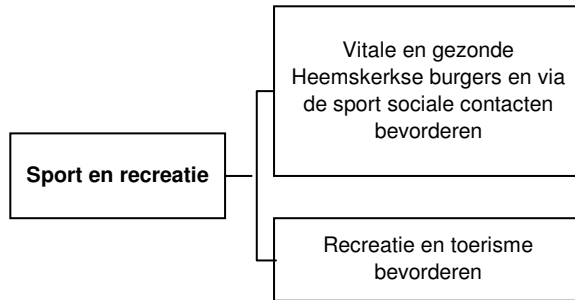 Vitale en gezonde
Heemskerkse burgers en via
de sport sociale contacten
bevorderen
Sport en recreatie
Recreatie en toerisme
bevorderen